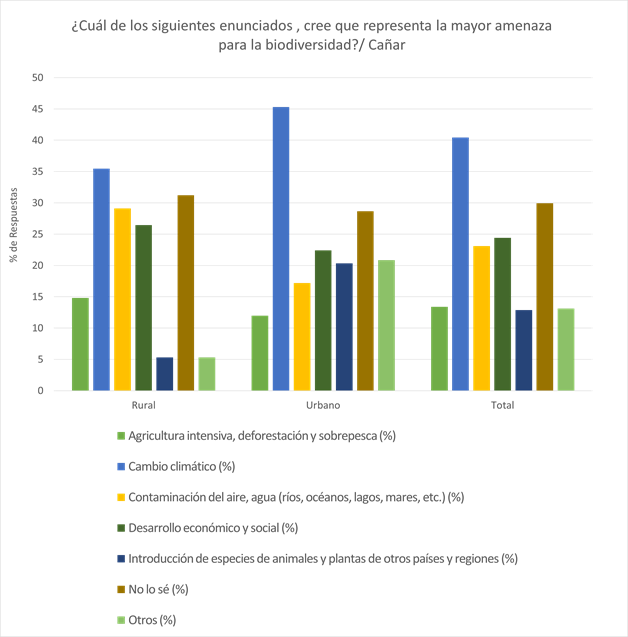 ¿Cuál de los siguientes enunciados , cree que representa la mayor amenaza
para la biodiversidad?/ Cañar
50
45
40
35
30
25
20
15
10
5
0
% de Respuestas
Rural
Urbano
Total
Agricultura intensiva, deforestación y sobrepesca (%)
Cambio climático (%)
Contaminación del aire, agua (ríos, océanos, lagos, mares, etc.) (%)
Desarrollo económico y social (%)
Introducción de especies de animales y plantas de otros países y regiones (%)
No lo sé (%)
Otros (%)